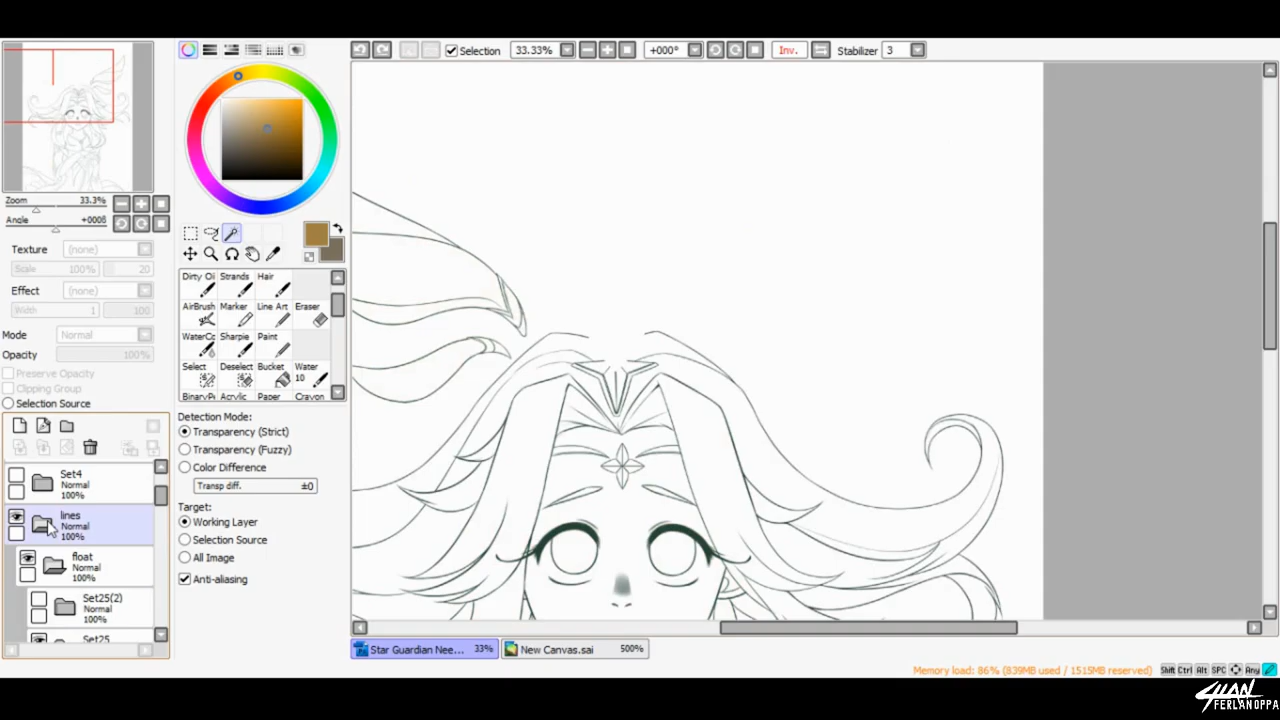 Selection
33.33%
+000°
Inv.
Stabilizer 3
Zoom 33.3%
Angle +000
Texture (none)
Scale 100% 20
Effect (none)
Width 1 100
Mode Normal
Opacity 100%
Preserve Opacity
Clipping Group
Selection Source
Set4
Normal
100%
lines
Normal
100%
float
Normal
100%
Set25(2)
Normal
100%
Set25
Dirty Oi Strands Hair
AirBrush Marker Line Art Eraser
WaterCo Sharpie Paint
Select Deselect Bucket Water
10
BinaryPe Acrylic Paper Crayon
Detection Mode:
Transparency (Strict)
Transparency (Fuzzy)
Color Difference
Transp diff. ±0
Target:
Working Layer
Selection Source
All Image
Anti-aliasing
Star Guardian Nee... 33%
New Canvas.sai 500%
Memory load: 86% (839MB used / 1515MB reserved)
Shift Ctrl Alt SPC Any
FERLANOPPA